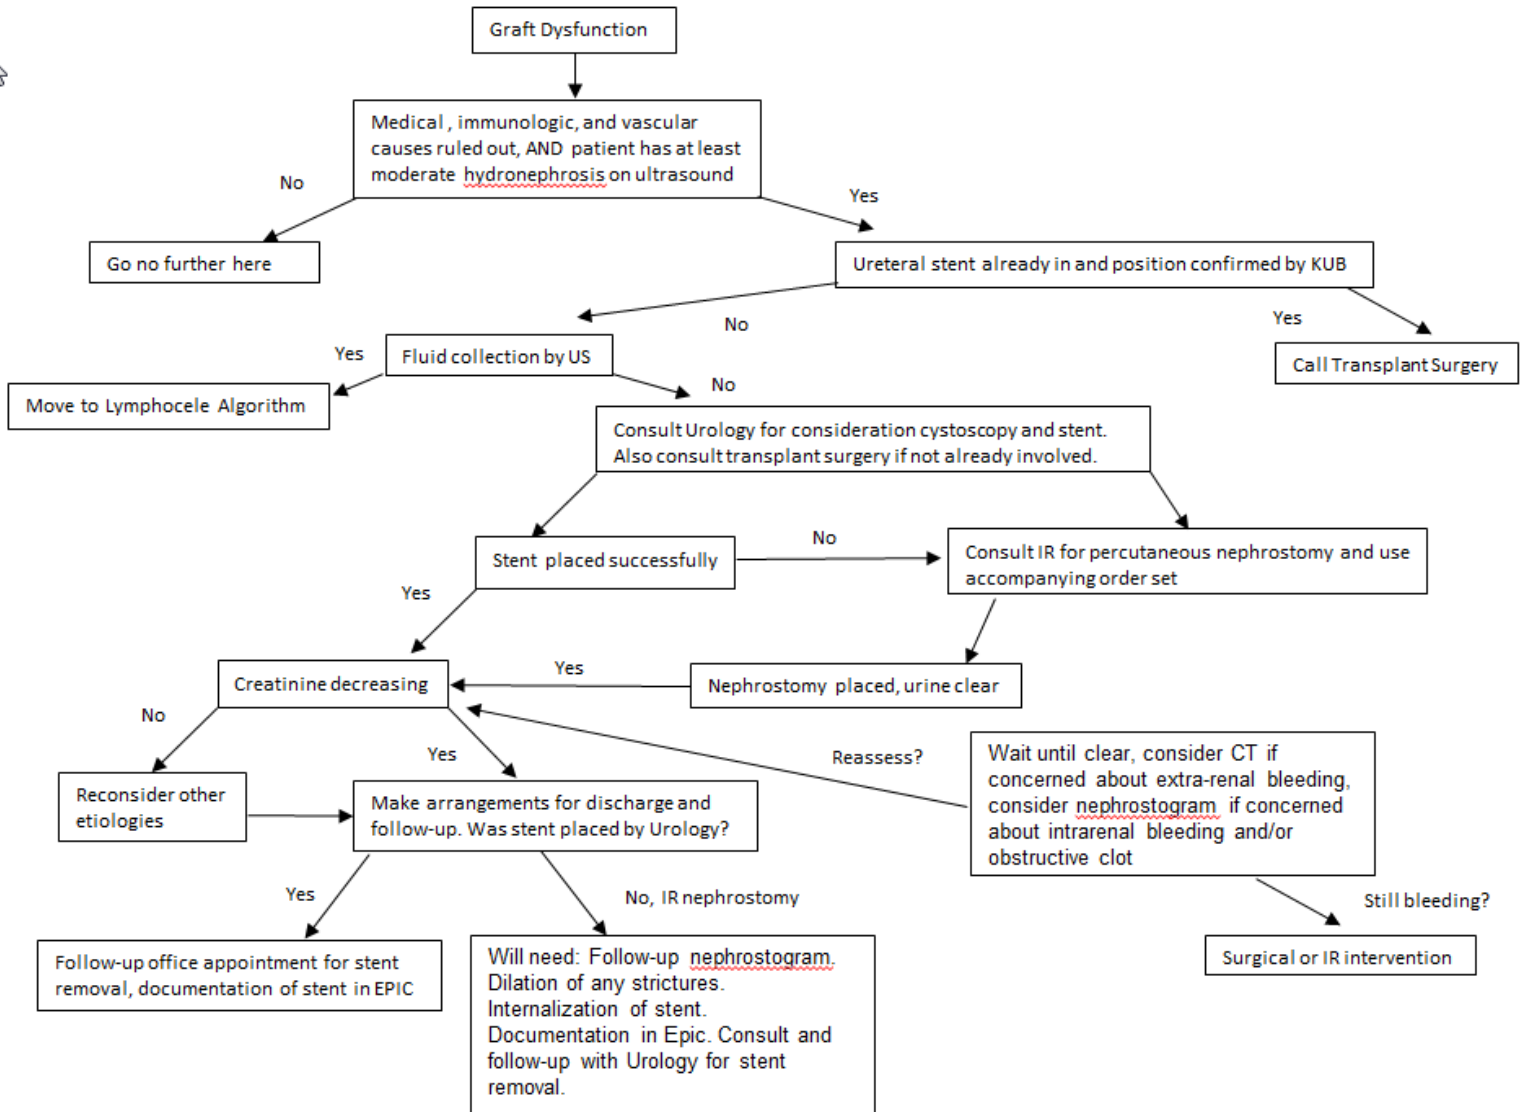 Graft Dysfunction
Medical , immunologic, and vascular
causes ruled out, AND patient has at least
moderate hydronephrosis on ultrasound
No
Yes
Go no further here
Ureteral stent already in and position confirmed by KUB
No
Yes
Yes
Fluid collection by US
Call Transplant Surgery
No
Move to Lymphocele Algorithm
Consult Urology for consideration cystoscopy and stent.
Also consult transplant surgery if not already involved.
Stent placed successfully
No
Consult IR for percutaneous nephrostomy and use
accompanying order set
Yes
Creatinine decreasing
Yes
Nephrostomy placed, urine clear
No
Yes
Reassess?
Wait until clear, consider CT if
concerned about extra-renal bleeding,
consider nephrostogram if concerned
about intrarenal bleeding and/or
obstructive clot
Reconsider other
etiologies
Make arrangements for discharge and
follow-up. Was stent placed by Urology?
Yes
No, IR nephrostomy
Still bleeding?
Follow-up office appointment for stent
removal, documentation of stent in EPIC
Will need: Follow-up nephrostogram.
Dilation of any strictures.
Internalization of stent.
Documentation in Epic. Consult and
follow-up with Urology for stent
removal.
Surgical or IR intervention